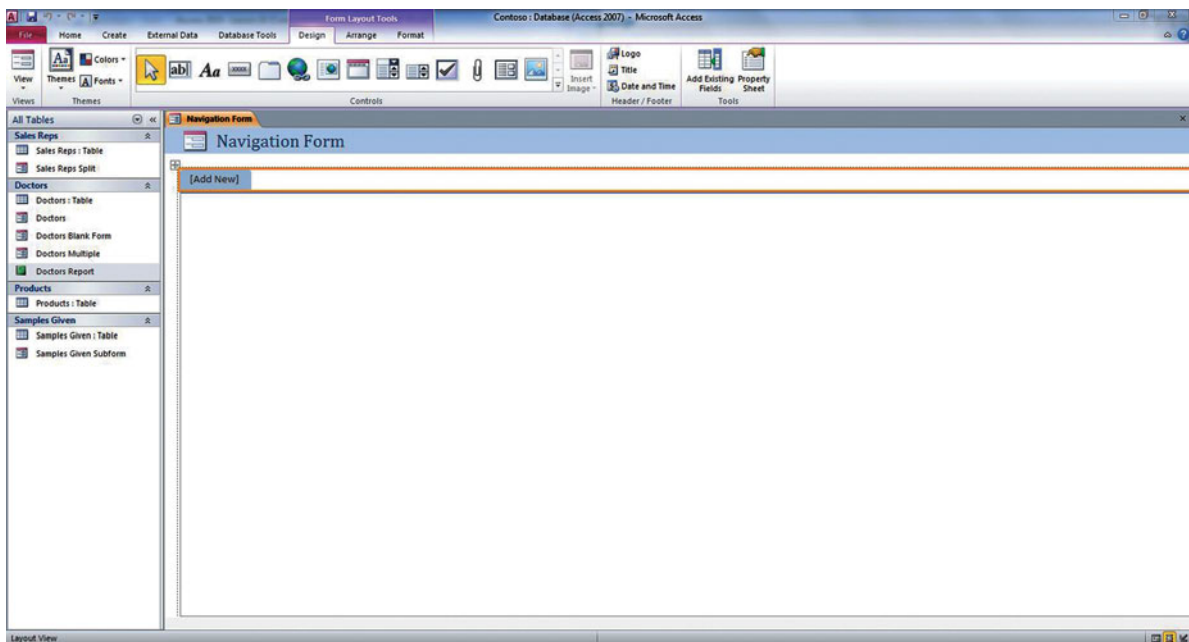 Form Layout Tools
Contoso : Database (Access 2007) - Microsoft Access
File Home Create External Data Database Tools Design Arrange Format
View
Views
Aa
Themes
Colors
A Fonts
Themes
ab|
Aa
xxxx
Controls
Insert
Image
Logo
Title
Date and Time
Header / Footer
Add Existing
Fields
Property
Sheet
Tools
All Tables
Sales Reps
Sales Reps : Table
Sales Reps Split
Doctors
Doctors : Table
Doctors
Doctors Blank Form
Doctors Multiple
Doctors Report
Products
Products : Table
Samples Given
Samples Given : Table
Samples Given Subform
Navigation Form
Navigation Form
[Add New]
Layout View